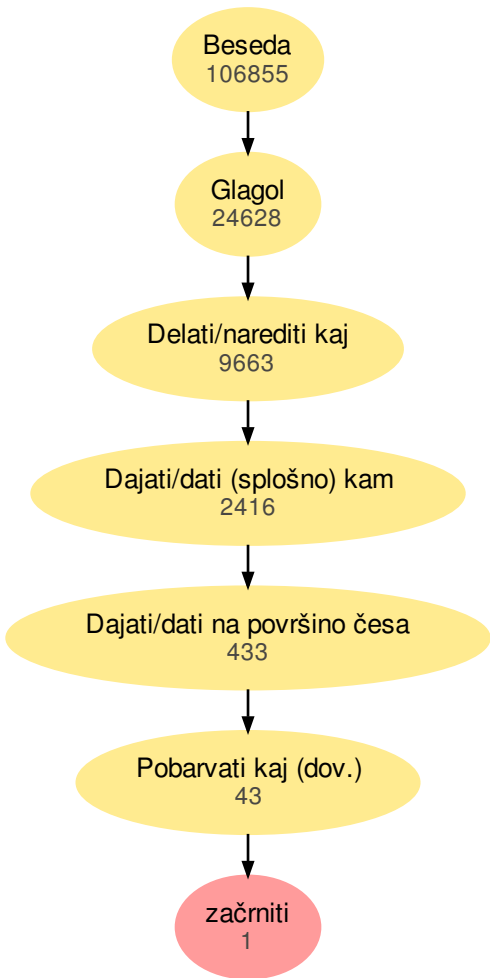 Beseda
106855
Glagol
24628
Delati/narediti kaj
9663
Dajati/dati (splošno) kam
2416
Dajati/dati na površino česa
433
Pobarvati kaj (dov.)
43
začrniti
1